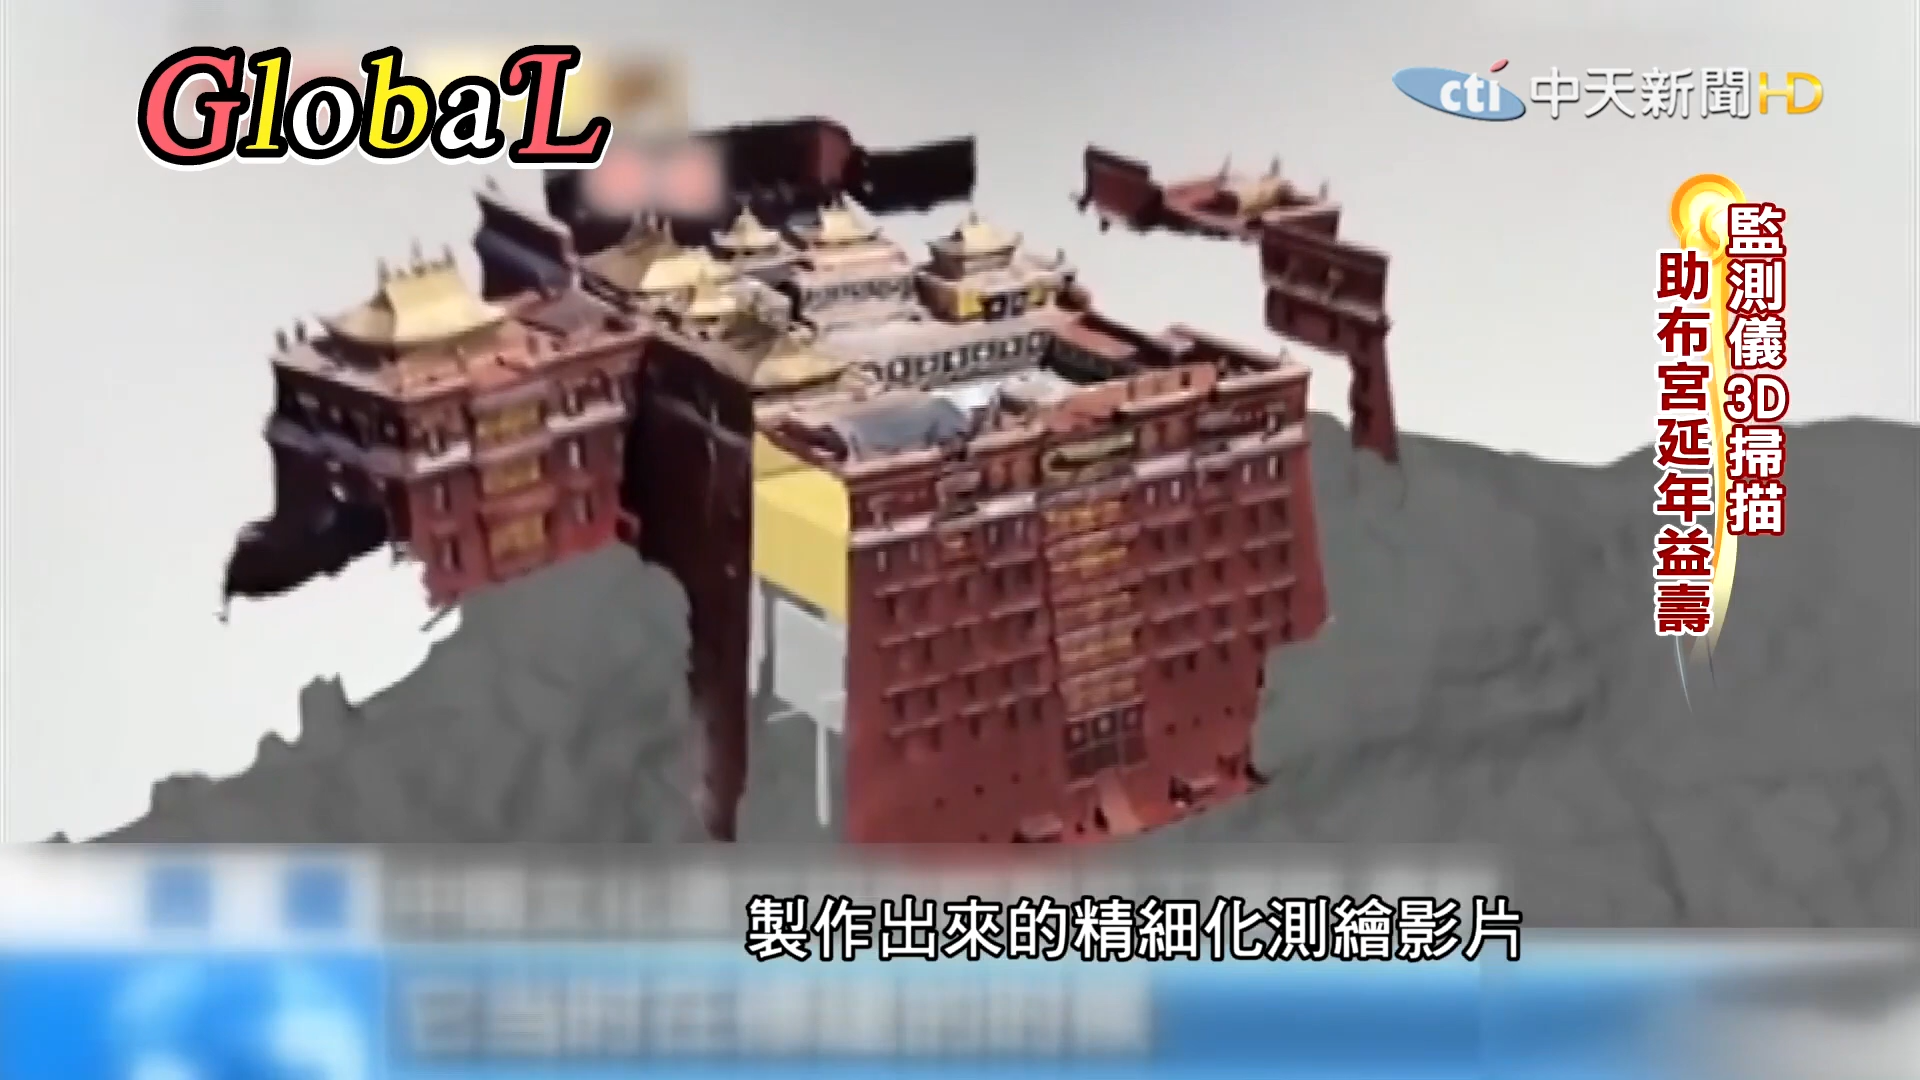 GlobaL
cti 中天新聞HD
監測儀3D掃描
助布宮延年益壽
製作出來的精細化測繪影片